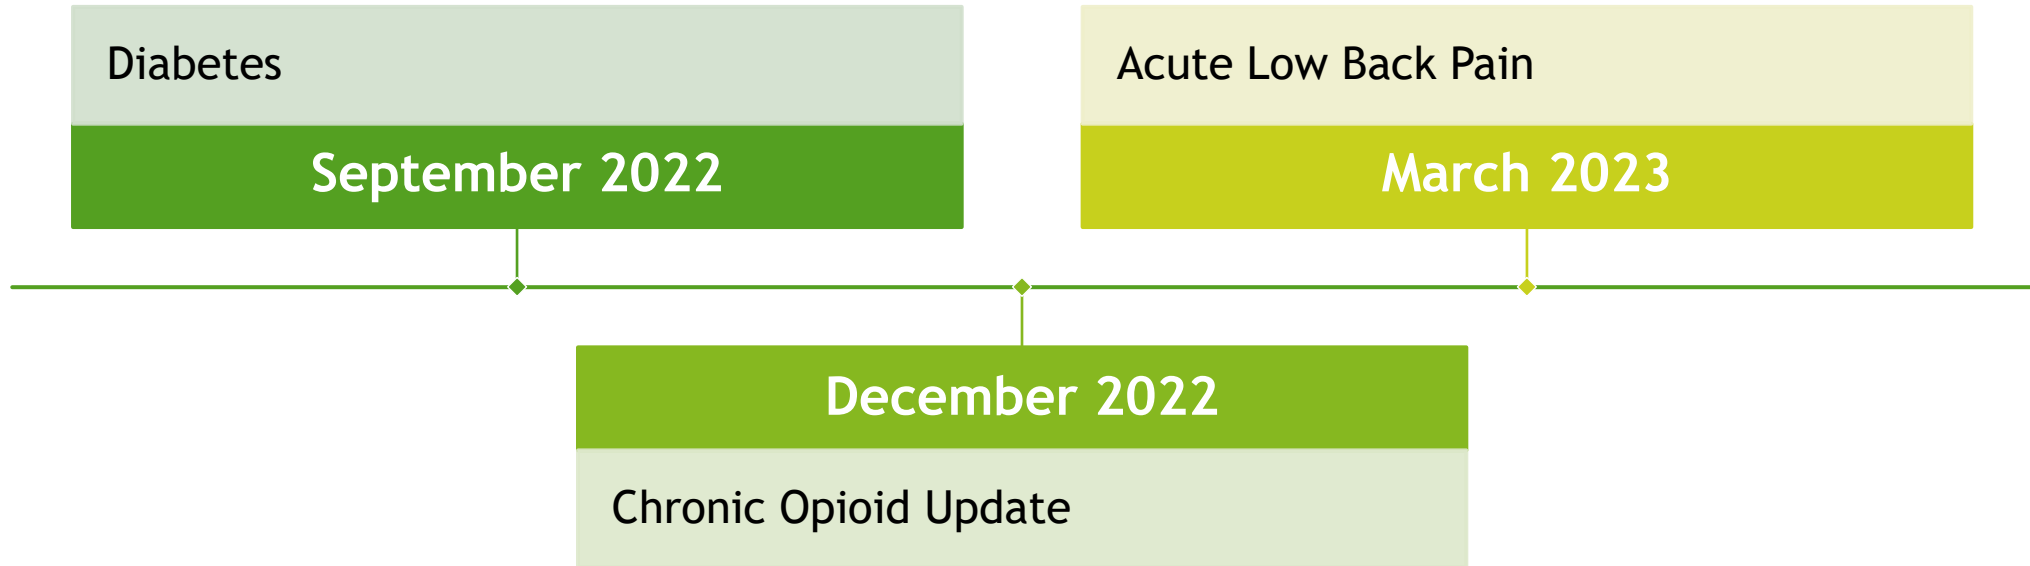 Diabetes
September 2022
Acute Low Back Pain
March 2023
December 2022
Chronic Opioid Update